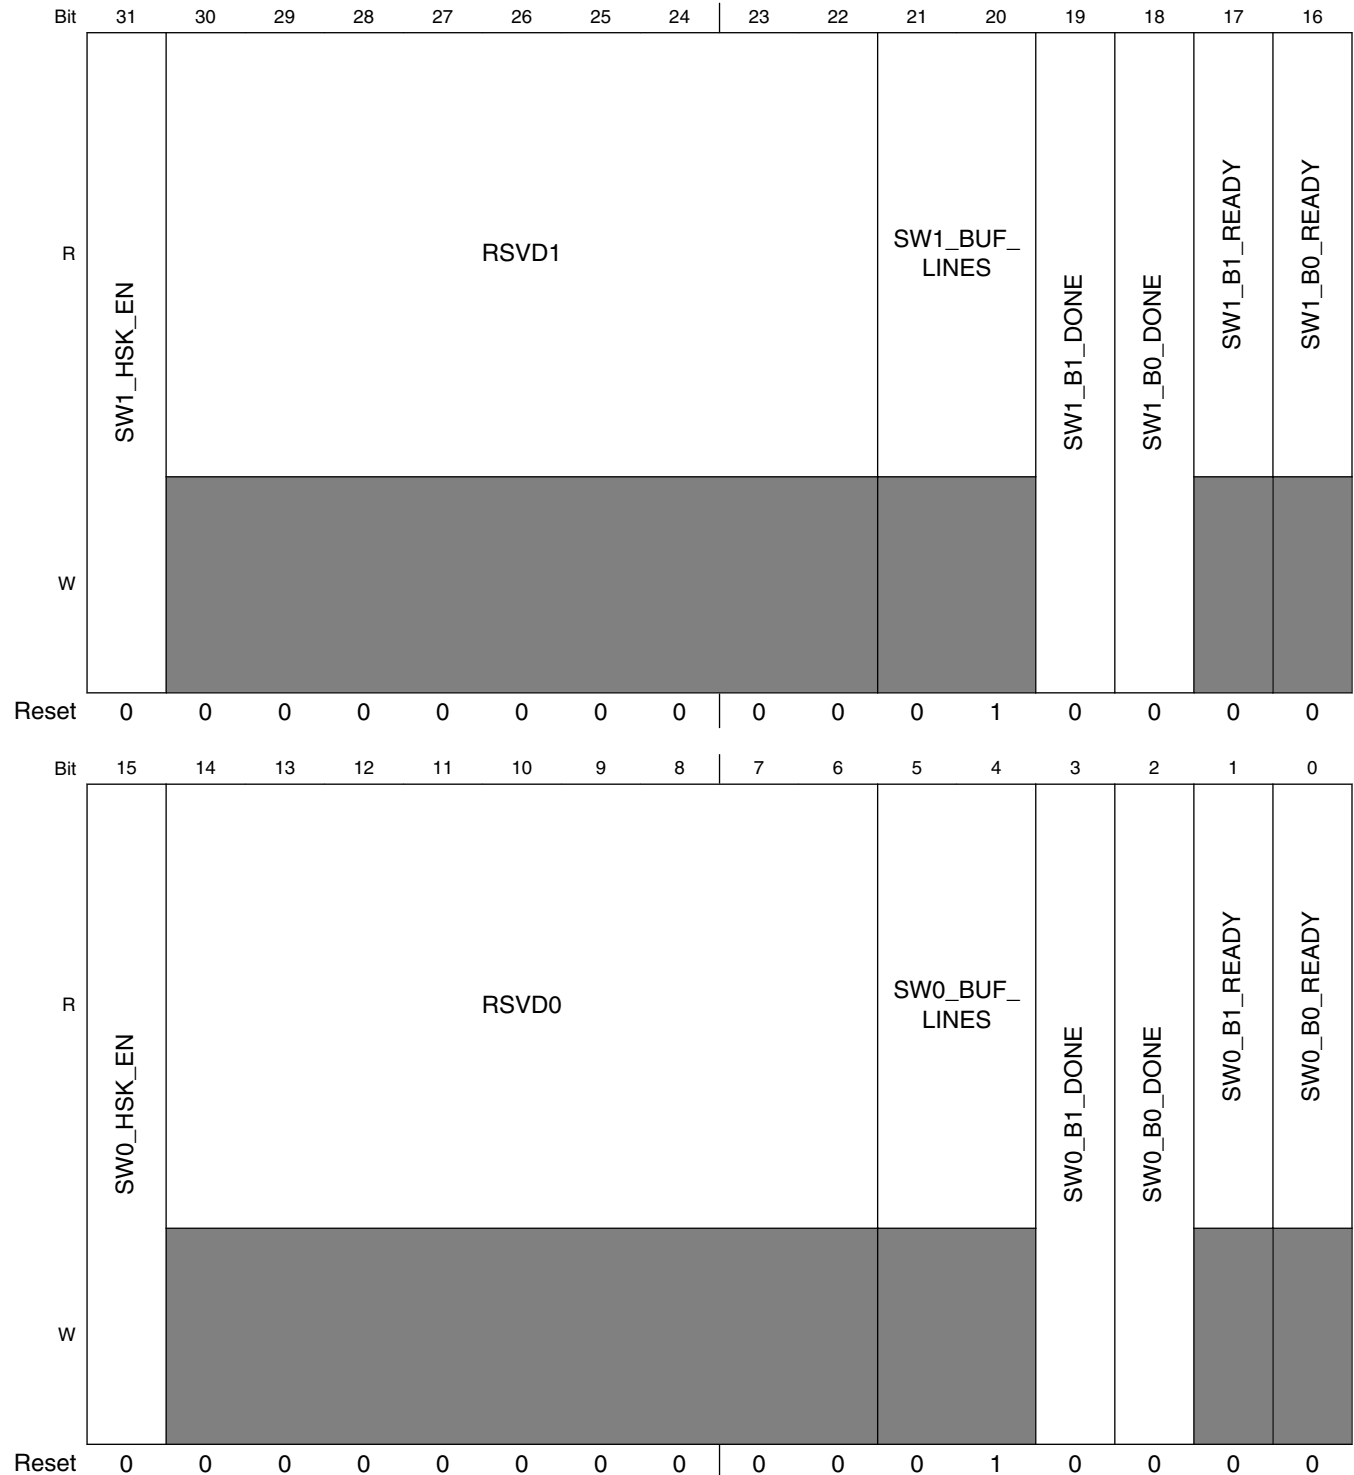 Bit 31 30 29 28 27 26 25 24 23 22 21 20 19 18 17 16
R
SW1_HSK_EN
RSVD1
SW1_BUF_
LINES
SW1_B1_DONE
SW1_B0_DONE
SW1_B1_READY
SW1_B0_READY
W
Reset 0 0 0 0 0 0 0 0 0 0 0 1 0 0 0 0
Bit 15 14 13 12 11 10 9 8 7 6 5 4 3 2 1 0
R
SW0_HSK_EN
RSVD0
SW0_BUF_
LINES
SW0_B1_DONE
SW0_B0_DONE
SW0_B1_READY
SW0_B0_READY
W
Reset 0 0 0 0 0 0 0 0 0 0 0 1 0 0 0 0